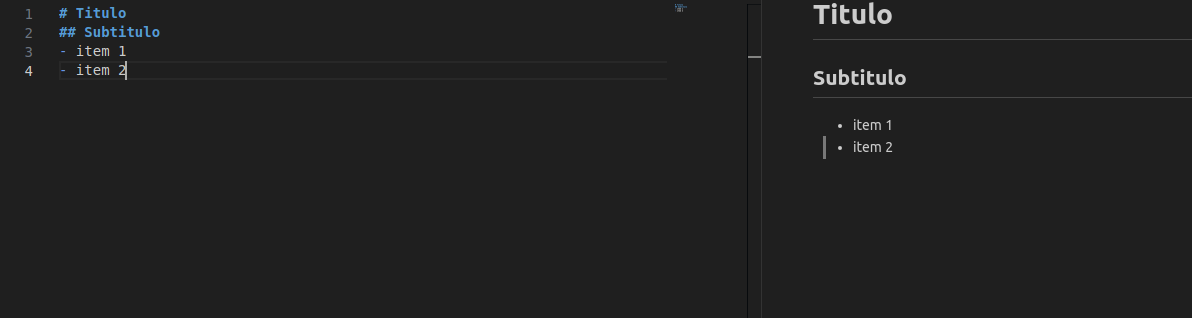 1 # Titulo
2 ## Subtitulo
3 - item 1
4 - item 2
Titulo
Subtitulo
• item 1
• item 2